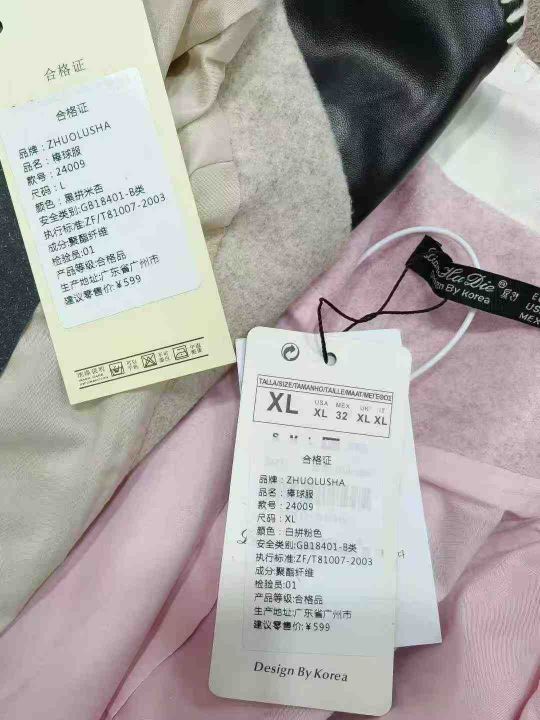 合格证
合格证
品牌：ZHUOLUSHA
品名：棒球服
款号：24009
尺码：L
颜色：黑拼米杏
安全类别:GB18401-B类
执行标准:ZF/T81007-2003
成分:聚酯纤维
检验员:01
产品等级:合格品
生产地址:广东省广州市
建议零售价:￥599
Design By Korea
TALLA/SIZE/TAMANHO/TAILLE/MAAT/ΜΕΓΕΘΟΣ
XL
USA MEX UK IT
XL 32 XL XL
S M L
合格证
品牌：ZHUOLUSHA
品名：棒球服
款号：24009
尺码：XL
颜色：白拼粉色
安全类别:GB18401-B类
执行标准:ZF/T81007-2003
成分:聚酯纤维
检验员:01
产品等级:合格品
生产地址:广东省广州市
建议零售价:￥599
Design By Korea